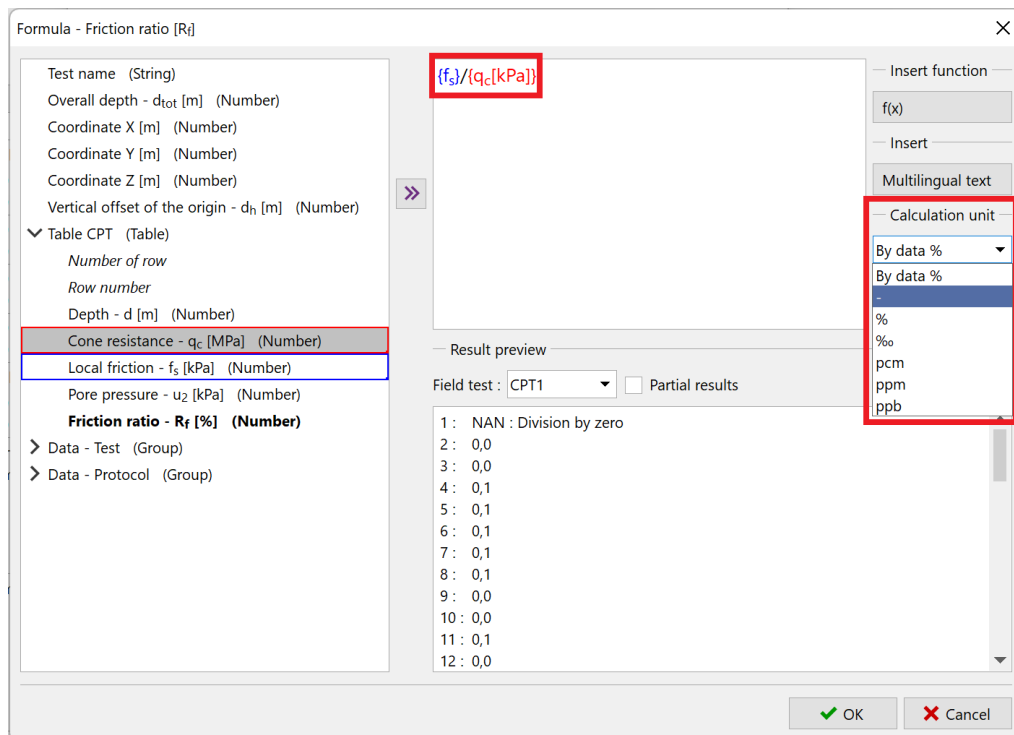 Formula - Friction ratio [Rf]
Test name (String)
Overall depth - dtot [m] (Number)
Coordinate X [m] (Number)
Coordinate Y [m] (Number)
Coordinate Z [m] (Number)
Vertical offset of the origin - dh [m] (Number)
Table CPT (Table)
Number of row
Row number
Depth - d [m] (Number)
Cone resistance - qc [MPa] (Number)
Local friction - fs [kPa] (Number)
Pore pressure - u2 [kPa] (Number)
Friction ratio - Rf [%] (Number)
Data - Test (Group)
Data - Protocol (Group)
{fs}/{qc[kPa]}
Insert function
f(x)
Insert
Multilingual text
Calculation unit
By data %
By data %
-
%
‰
pcm
ppm
ppb
Result preview
Field test : CPT1 Partial results
1 : NAN : Division by zero
2 : 0,0
3 : 0,0
4 : 0,1
5 : 0,1
6 : 0,1
7 : 0,1
8 : 0,1
9 : 0,0
10 : 0,0
11 : 0,1
12 : 0,0
OK Cancel